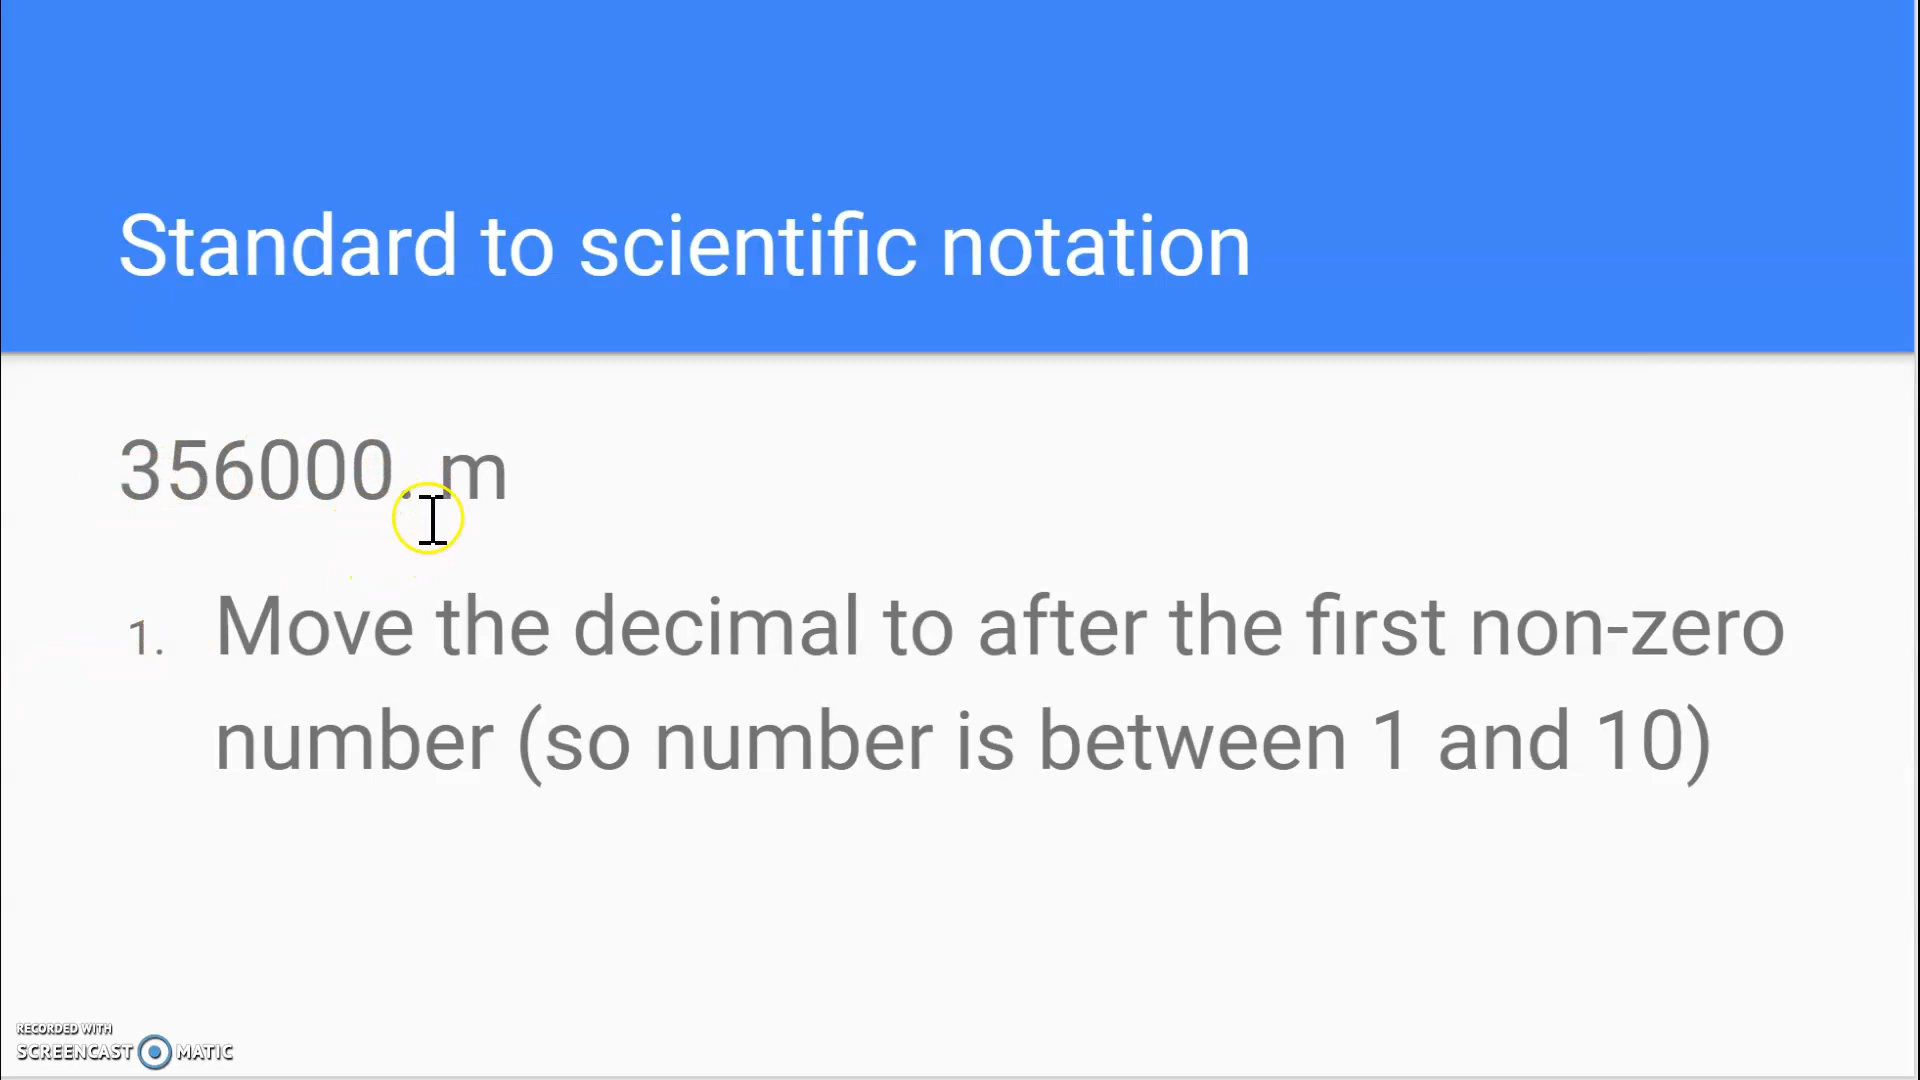 Standard to scientific notation
356000. m
1. Move the decimal to after the first non-zero
number (so number is between 1 and 10)
RECORDED WITH
SCREENCAST MATIC